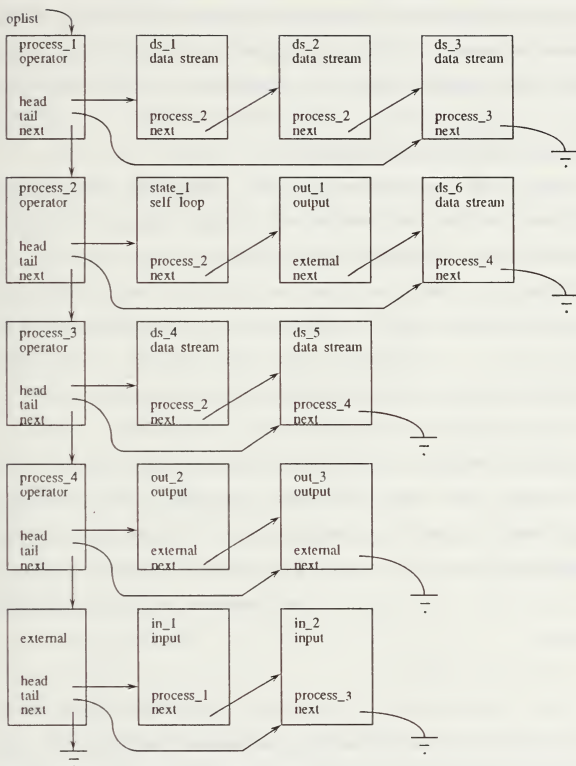 oplist
process_1
operator
head
tail
next
ds_1
data stream
process_2
next
ds_2
data stream
process_2
next
ds_3
data stream
process_3
next
process_2
operator
head
tail
next
state_1
self loop
process_2
next
out_1
output
external
next
ds_6
data stream
process_4
next
process_3
operator
head
tail
next
ds_4
data stream
process_2
next
ds_5
data stream
process_4
next
process_4
operator
head
tail
next
out_2
output
external
next
out_3
output
external
next
external
head
tail
next
in_1
input
process_1
next
in_2
input
process_3
next